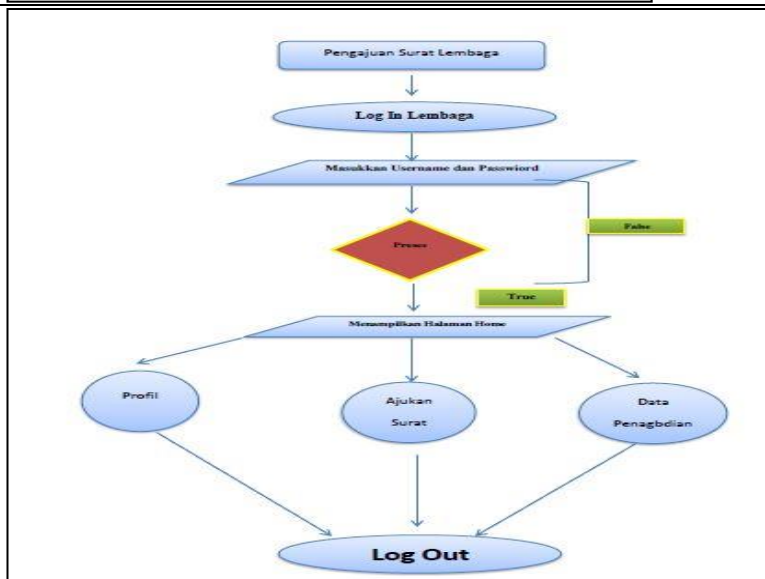 Pengajuan Surat Lembaga
Log In Lembaga
Masukkan Username dan Passwiord
False
Proses
True
Menampilkan Halaman Home
Profil
Ajukan
Surat
Data
Penagbdian
Log Out